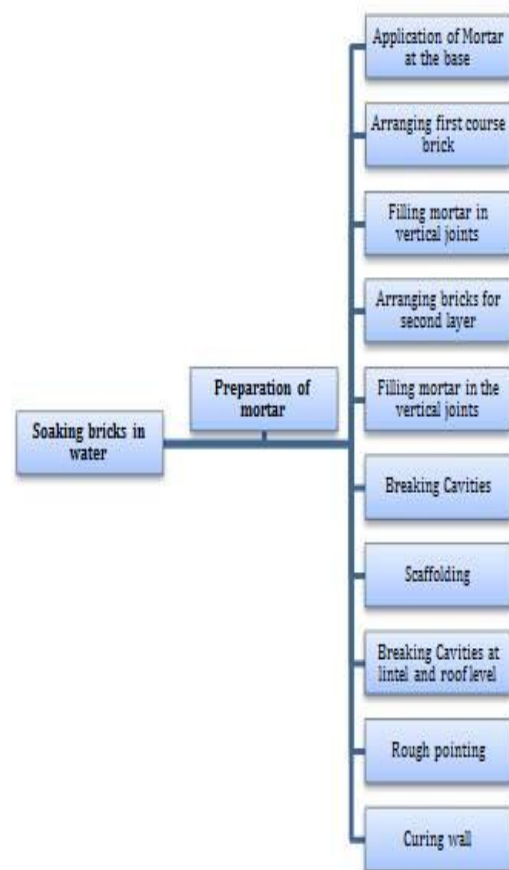 Soaking bricks in
water
Preparation of
mortar
Application of Mortar
at the base
Arranging first course
brick
Filling mortar in
vertical joints
Arranging bricks for
second layer
Filling mortar in the
vertical joints
Breaking Cavities
Scaffolding
Breaking Cavities at
lintel and roof level
Rough pointing
Curing wall